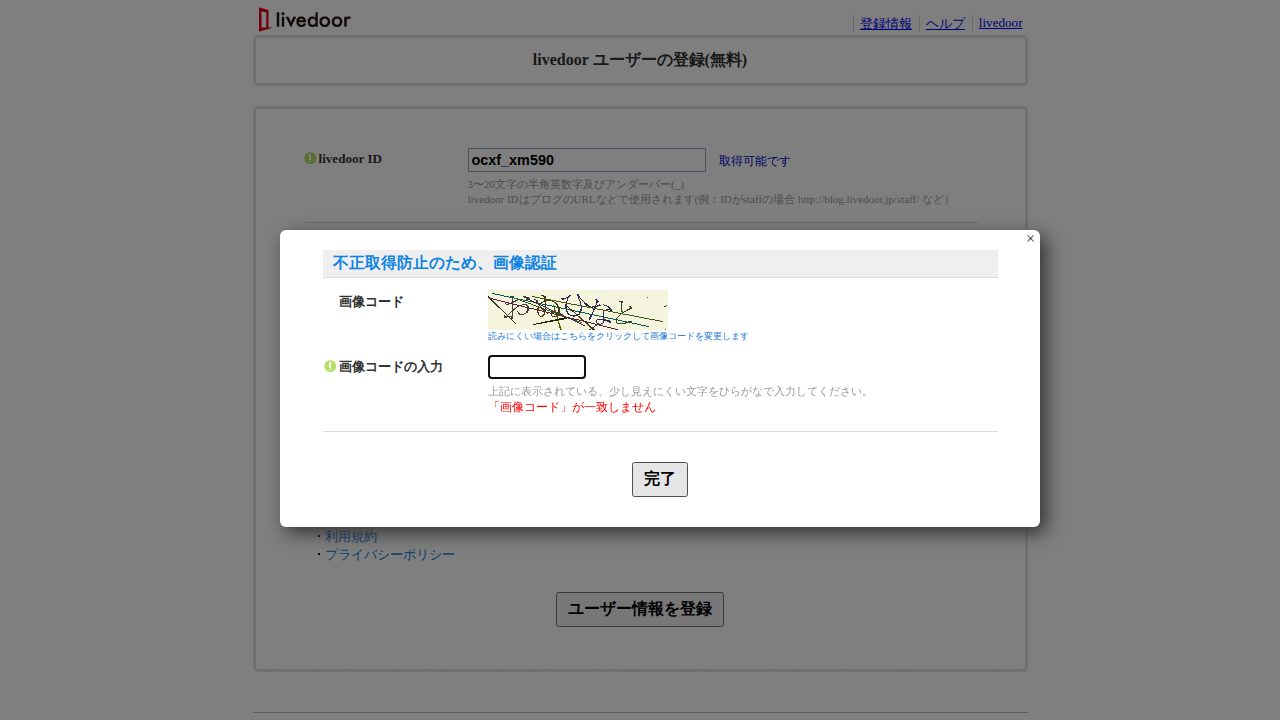 livedoor
登録情報
ヘルプ
livedoor
livedoor ユーザーの登録(無料)
livedoor ID
ocxf_xm590
取得可能です
3〜20文字の半角英数字及びアンダーバー(_)
livedoor IDはブログのURLなどで使用されます(例：IDがstaffの場合 http://blog.livedoor.jp/staff/ など)
×
不正取得防止のため、画像認証
画像コード
読みにくい場合はこちらをクリックして画像コードを変更します
画像コードの入力
上記に表示されている、少し見えにくい文字をひらがなで入力してください。
「画像コード」が一致しません
完了
・利用規約
・プライバシーポリシー
ユーザー情報を登録